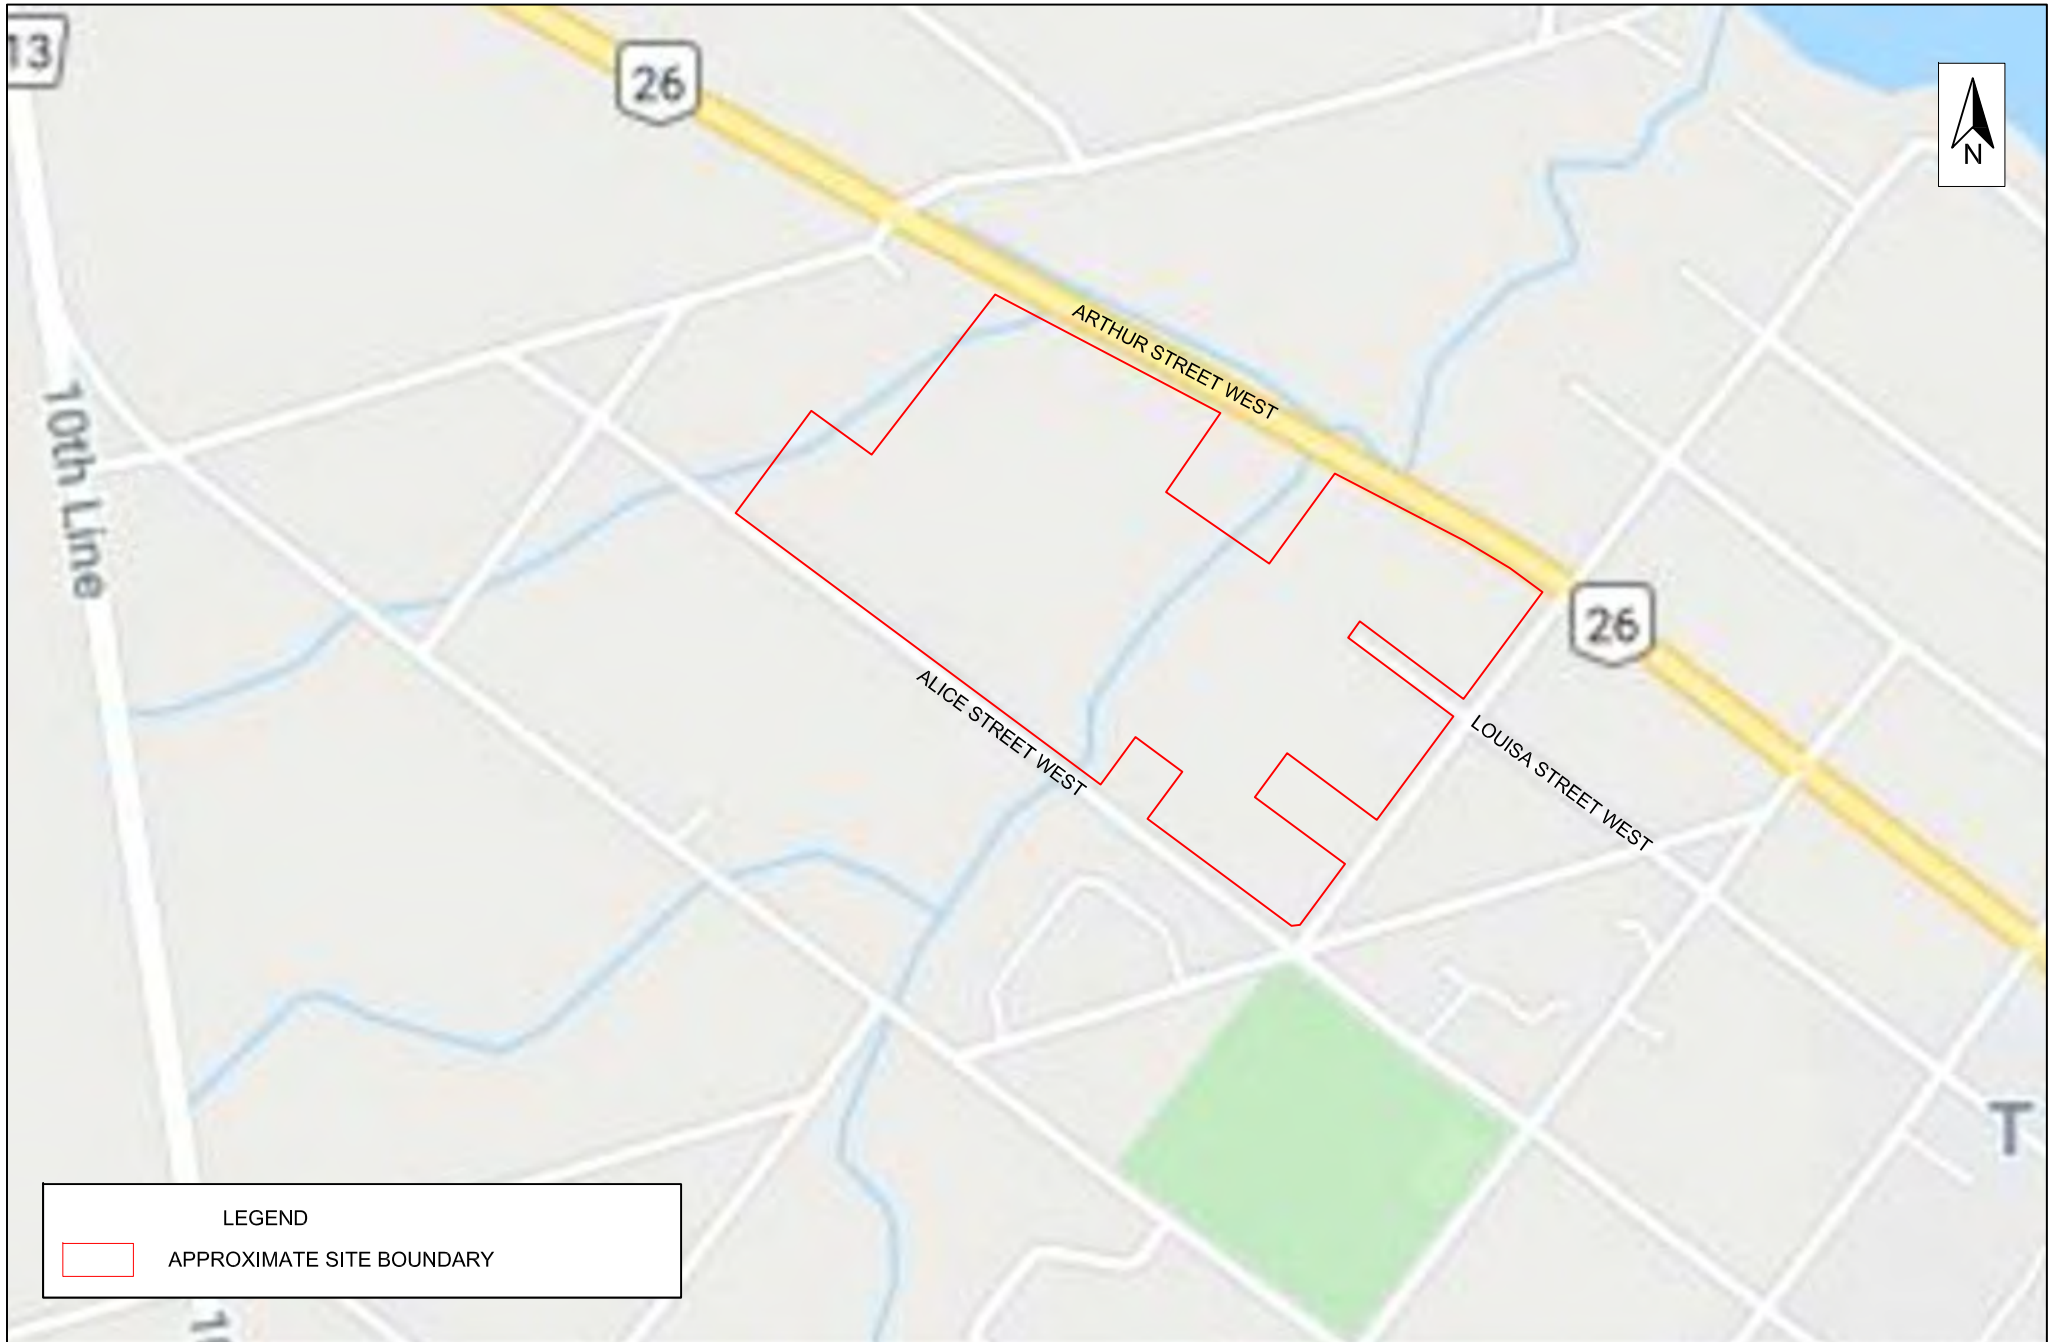 13
26
N
ARTHUR STREET WEST
10th Line
26
ALICE STREET WEST
LOUISA STREET WEST
T
LEGEND
APPROXIMATE SITE BOUNDARY